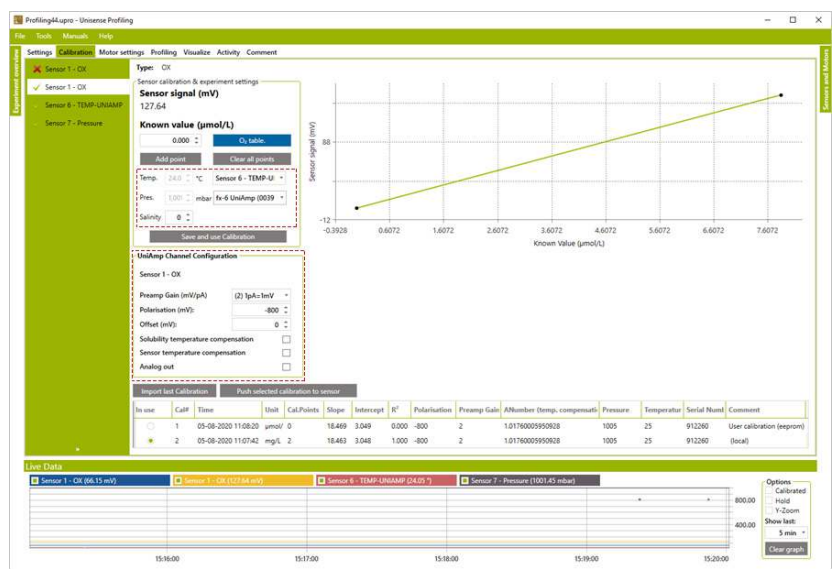 Profiling44.upro - Unisense Profiling
File Tools Manuals Help
Experiment overview
Settings Calibration Motor settings Profiling Visualize Activity Comment
Sensors and Motors
Sensor 1 - OX
Sensor 1 - OX
Sensor 6 - TEMP-UNIAMP
Sensor 7 - Pressure
Type: OX
Sensor calibration & experiment settings
Sensor signal (mV)
127.64
Known value (µmol/L)
0.000 O₂ table.
Add point Clear all points
Temp. 24.0 °C Sensor 6 - TEMP-U
Pres. 1,001 mbar fx-6 UniAmp (0039
Salinity 0
Save and use Calibration
UniAmp Channel Configuration
Sensor 1 - OX
Preamp Gain (mV/pA) (2) 1pA=1mV
Polarisation (mV): -800
Offset (mV): 0
Solubility temperature compensation
Sensor temperature compensation
Analog out
Sensor signal (mV)
88
-12
-0.3928 0.6072 1.6072 2.6072 3.6072 4.6072 5.6072 6.6072 7.6072
Known Value (µmol/L)
Import last Calibration Push selected calibration to sensor
In use Cal# Time Unit Cal.Points Slope Intercept R² Polarisation Preamp Gain ANumber (temp. compensati Pressure Temperatur Serial Numl Comment
1 05-08-2020 11:08:20 µmol/ 0 18.469 3.049 0.000 -800 2 1.01760005950928 1005 25 912260 User calibration (eeprom)
2 05-08-2020 11:07:42 mg/L 2 18.463 3.048 1.000 -800 2 1.01760005950928 1005 25 912260 (local)
Live Data
Sensor 1 - OX (66.15 mV) Sensor 1 - OX (127.64 mV) Sensor 6 - TEMP-UNIAMP (24.05 °) Sensor 7 - Pressure (1001.45 mbar)
800.00
400.00
15:16:00 15:17:00 15:18:00 15:19:00 15:20:00
Options
Calibrated
Hold
Y-Zoom
Show last:
5 min
Clear graph